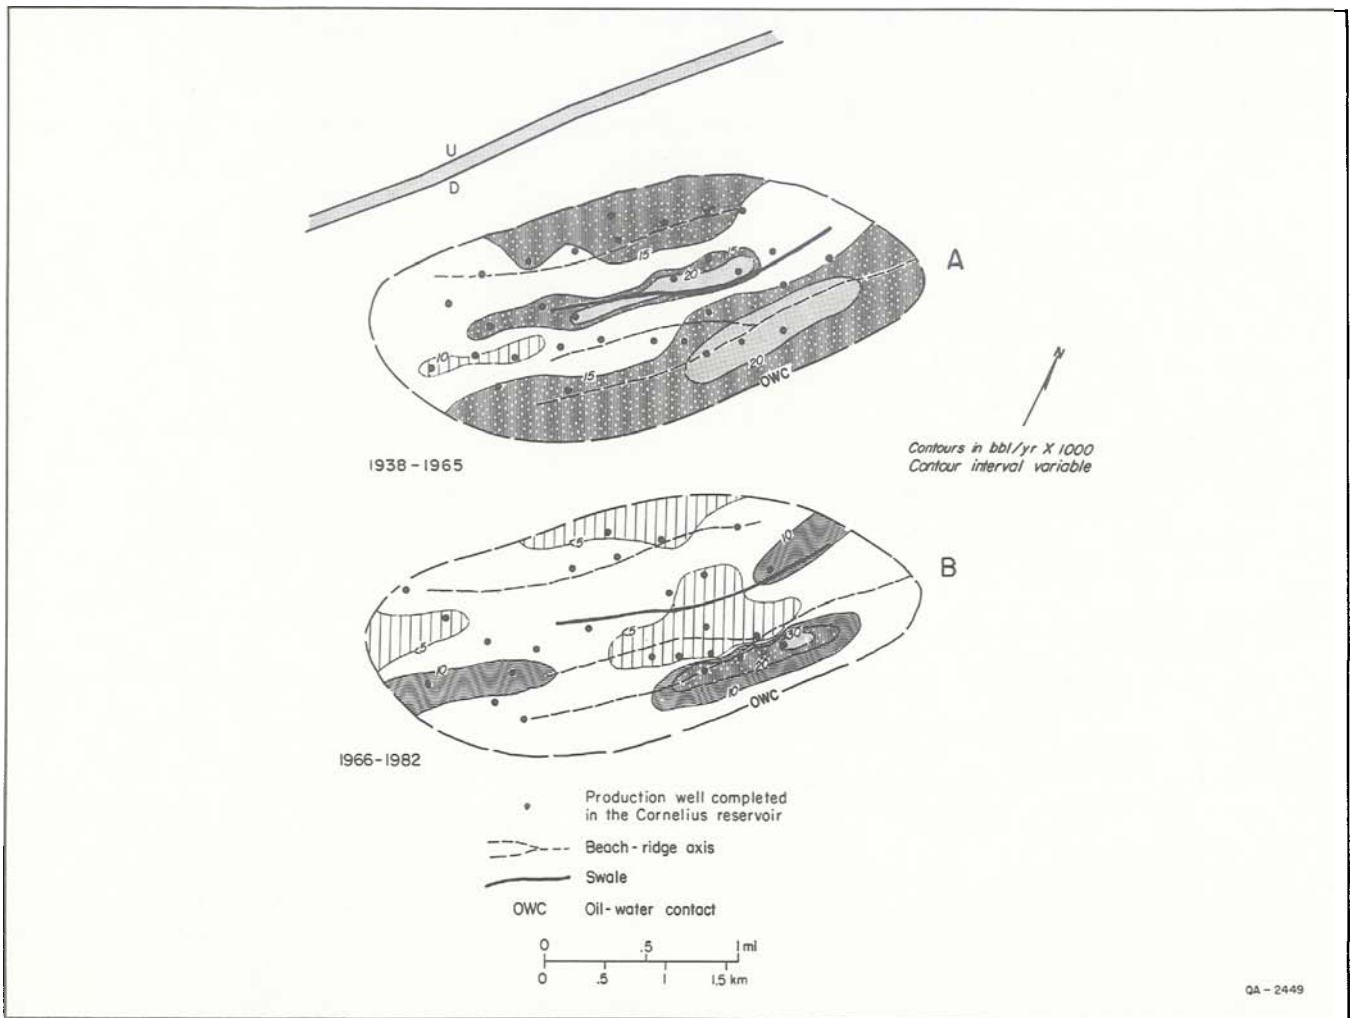 U
D
15
15
20
A
10
15
20
OWC
N
1938-1965
Contours in bbl/yr X 1000
Contour interval variable
10
<5
B
<5
<5
30
10
20
10
OWC
1966-1982
Production well completed
in the Cornelius reservoir
Beach-ridge axis
Swale
OWC Oil-water contact
0 .5 1 mi
0 .5 1 1.5 km
QA-2449